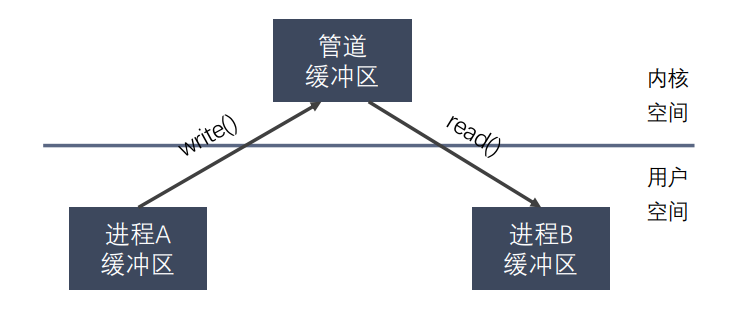 管道
缓冲区
内核
空间
write()
read()
用户
空间
进程A
缓冲区
进程B
缓冲区